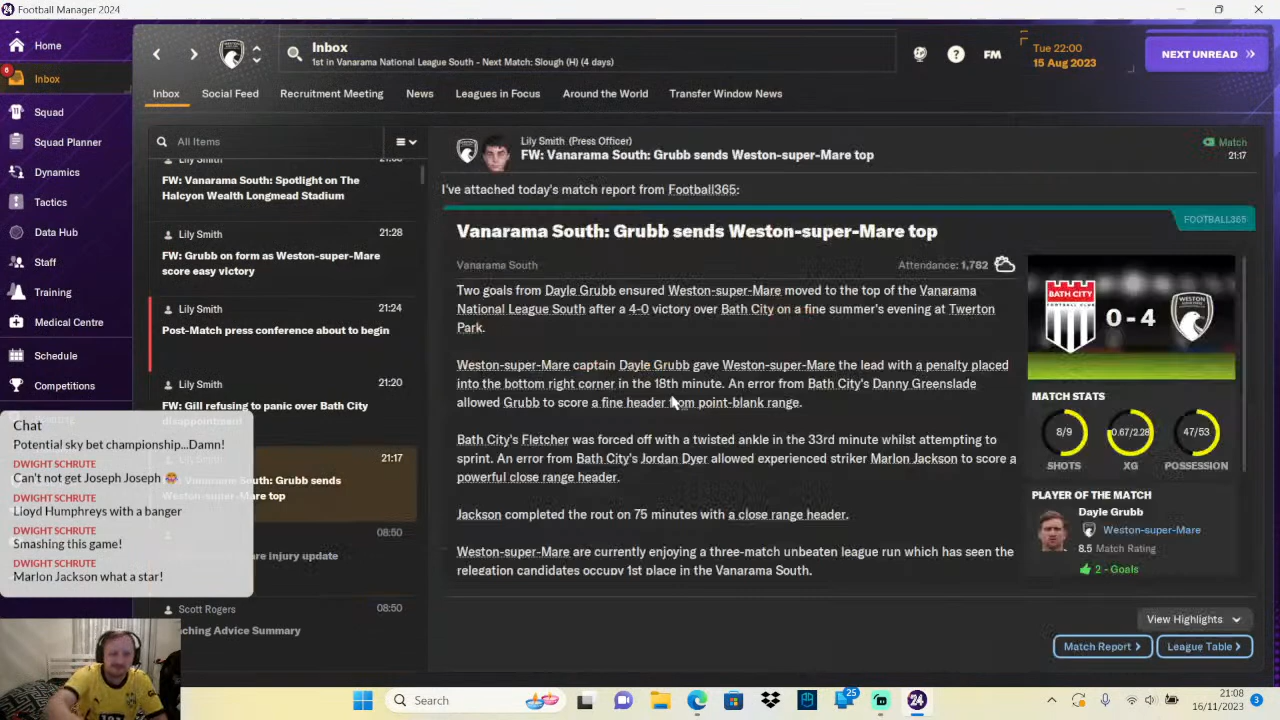 Football Manager 2024
Home
Inbox
Squad
Squad Planner
Dynamics
Tactics
Data Hub
Staff
Training
Medical Centre
Schedule
Competitions
Inbox
1st in Vanarama National League South - Next Match: Slough (H) (4 days)
Tue 22:00
15 Aug 2023
NEXT UNREAD
FM
Inbox
Social Feed
Recruitment Meeting
News
Leagues in Focus
Around the World
Transfer Window News
All Items
Lily Smith
FW: Vanarama South: Spotlight on The
Halcyon Wealth Longmead Stadium
Lily Smith 21:28
FW: Grubb on form as Weston-super-Mare
score easy victory
Lily Smith 21:24
Post-Match press conference about to begin
Lily Smith 21:20
FW: Gill refusing to panic over Bath City
disappointment
21:17
Vanarama South: Grubb sends
Weston-super-Mare top
08:50
injury update
Scott Rogers 08:50
Advice Summary
Lily Smith (Press Officer)
FW: Vanarama South: Grubb sends Weston-super-Mare top
Match
21:17
I've attached today's match report from Football365:
FOOTBALL365
Vanarama South: Grubb sends Weston-super-Mare top
Vanarama South
Attendance: 1,782
Two goals from Dayle Grubb ensured Weston-super-Mare moved to the top of the Vanarama
National League South after a 4-0 victory over Bath City on a fine summer's evening at Twerton
Park.
Weston-super-Mare captain Dayle Grubb gave Weston-super-Mare the lead with a penalty placed
into the bottom right corner in the 18th minute. An error from Bath City's Danny Greenslade
allowed Grubb to score a fine header from point-blank range.
Bath City's Fletcher was forced off with a twisted ankle in the 33rd minute whilst attempting to
sprint. An error from Bath City's Jordan Dyer allowed experienced striker Marlon Jackson to score a
powerful close range header.
Jackson completed the rout on 75 minutes with a close range header.
Weston-super-Mare are currently enjoying a three-match unbeaten league run which has seen the
relegation candidates occupy 1st place in the Vanarama South.
BATH CITY
0 - 4
WESTON
MATCH STATS
8/9
0.67/2.28
47/53
SHOTS
XG
POSSESSION
PLAYER OF THE MATCH
Dayle Grubb
Weston-super-Mare
8.5 Match Rating
2 - Goals
View Highlights
Match Report
League Table
Chat
Potential sky bet championship...Damn!
DWIGHT SCHRUTE
Can't not get Joseph Joseph
DWIGHT SCHRUTE
Lloyd Humphreys with a banger
DWIGHT SCHRUTE
Smashing this game!
DWIGHT SCHRUTE
Marlon Jackson what a star!
Search
25
24
21:08
16/11/2023
3